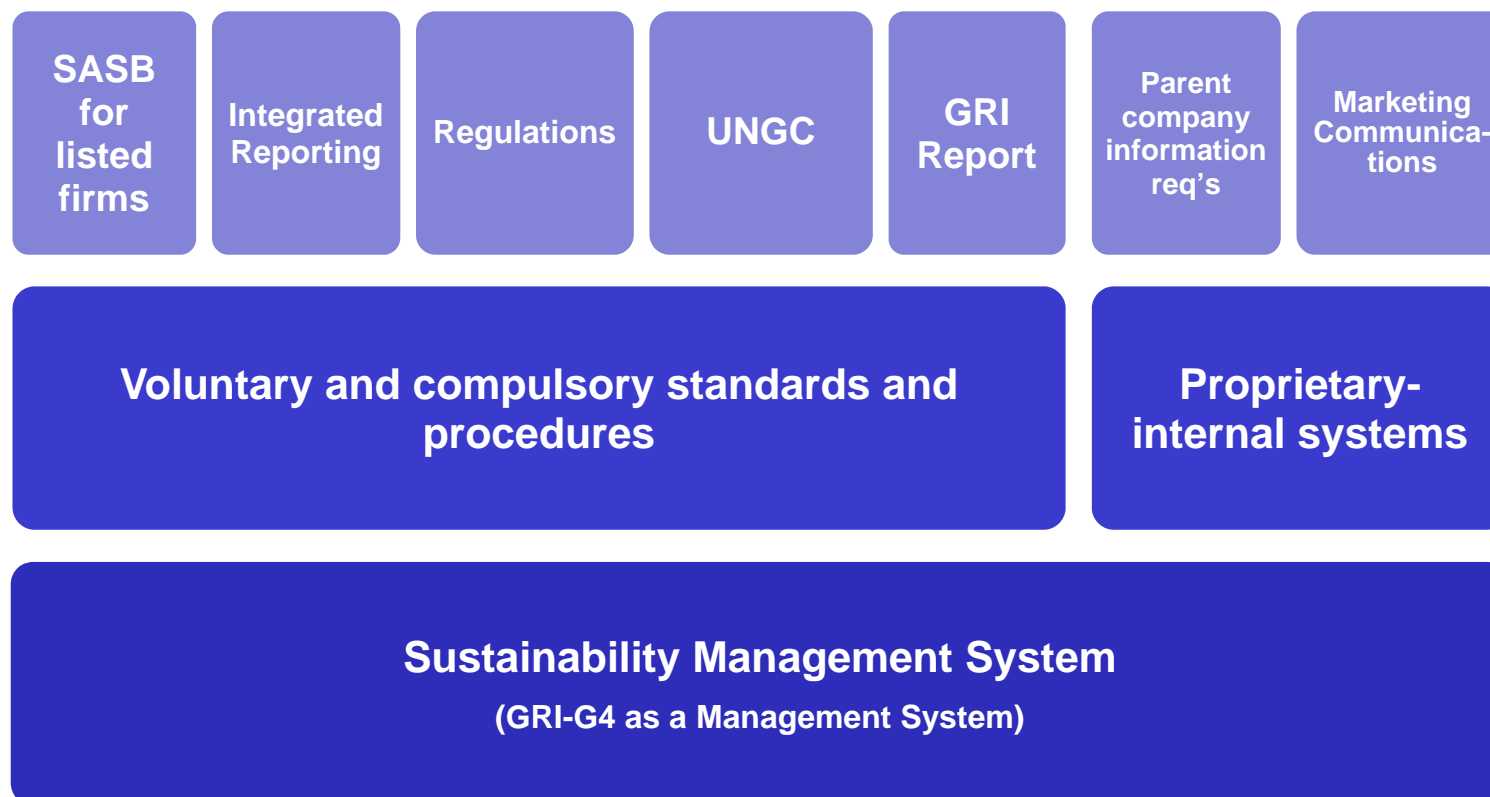 SASB
for
listed
firms
Integrated
Reporting
Regulations
UNGC
GRI
Report
Parent
company
information
req’s
Marketing
Communica-
tions
Voluntary and compulsory standards and
procedures
Proprietary-
internal systems
Sustainability Management System
(GRI-G4 as a Management System)